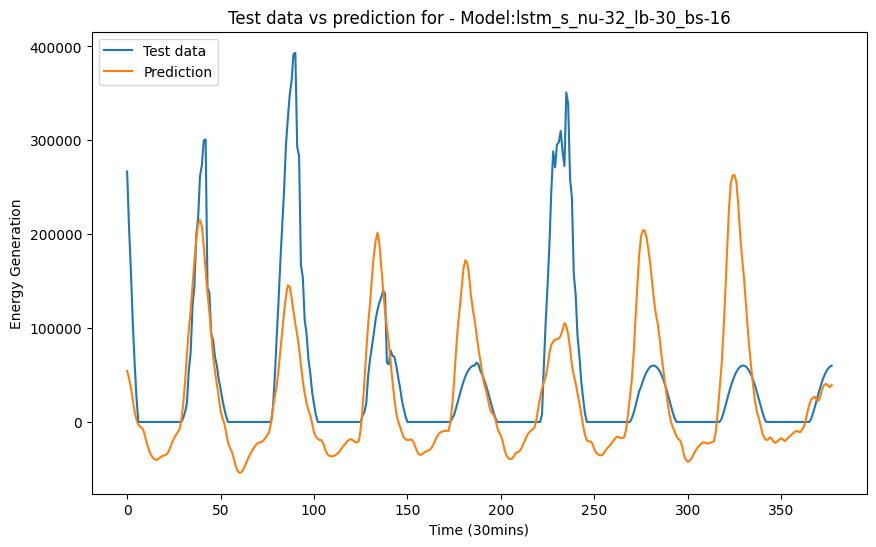 Test data vs prediction for - Model:lstm_s_nu-32_lb-30_bs-16
Test data
Prediction
400000
300000
200000
100000
0
Energy Generation
0 50 100 150 200 250 300 350
Time (30mins)